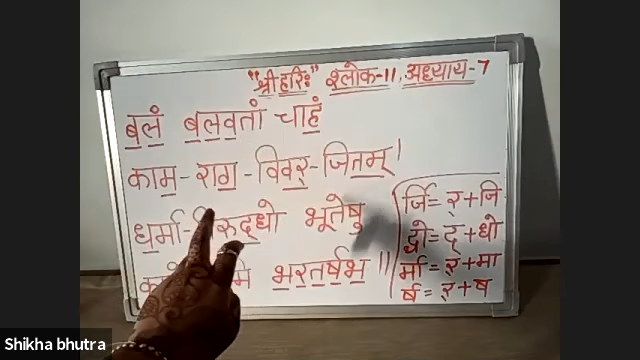 "श्री हरिः" श्लोक-11, अध्याय-7
बलं बलवतां चाहं
काम-राग-विवर्-जितम्।
धर्मा-विरुद्धो भूतेषु
भरतर्षभ॥
र्जि = र्+जि
द्धो = द्+धो
र्मा = र्+मा
र्ष = र्+ष
Shikha bhutra